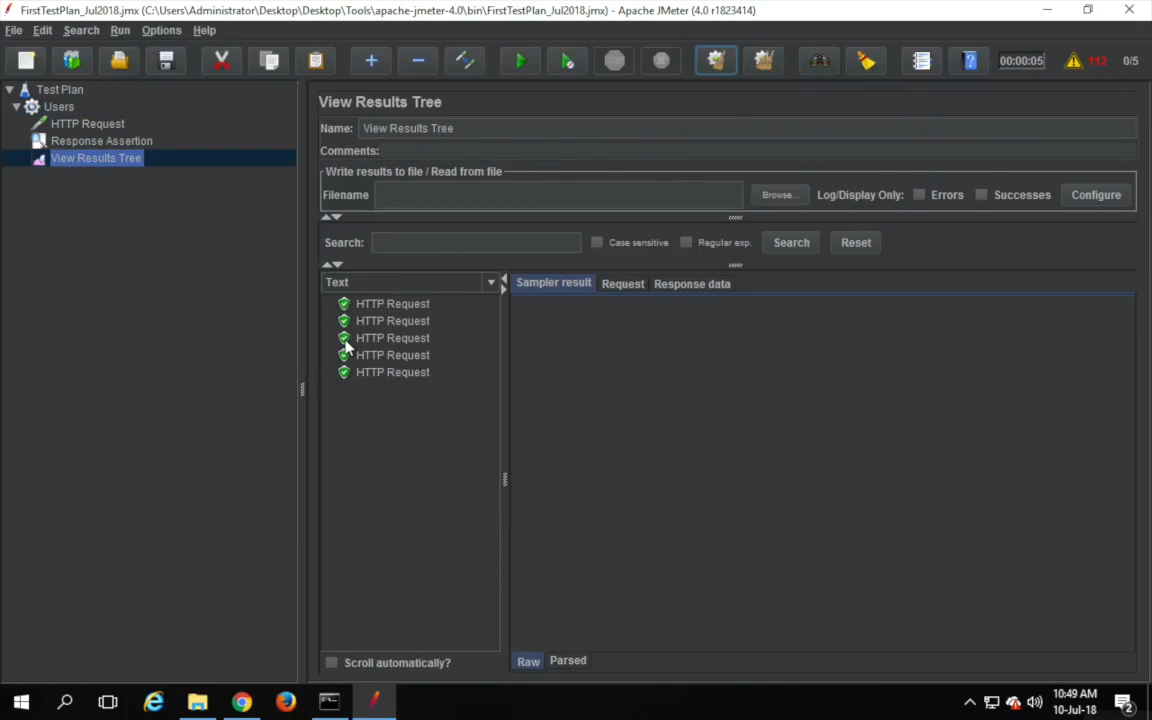 FirstTestPlan_Jul2018.jmx (C:\Users\Administrator\Desktop\Desktop\Tools\apache-jmeter-4.0\bin\FirstTestPlan_Jul2018.jmx) - Apache JMeter (4.0 r1823414)
File Edit Search Run Options Help
00:00:05 112 0/5
Test Plan
Users
HTTP Request
Response Assertion
View Results Tree
View Results Tree
Name: View Results Tree
Comments:
Write results to file / Read from file
Filename Browse... Log/Display Only: Errors Successes Configure
Search: Case sensitive Regular exp. Search Reset
Text
Sampler result Request Response data
HTTP Request
HTTP Request
HTTP Request
HTTP Request
HTTP Request
Scroll automatically?
Raw Parsed
10:49 AM
10-Jul-18
2